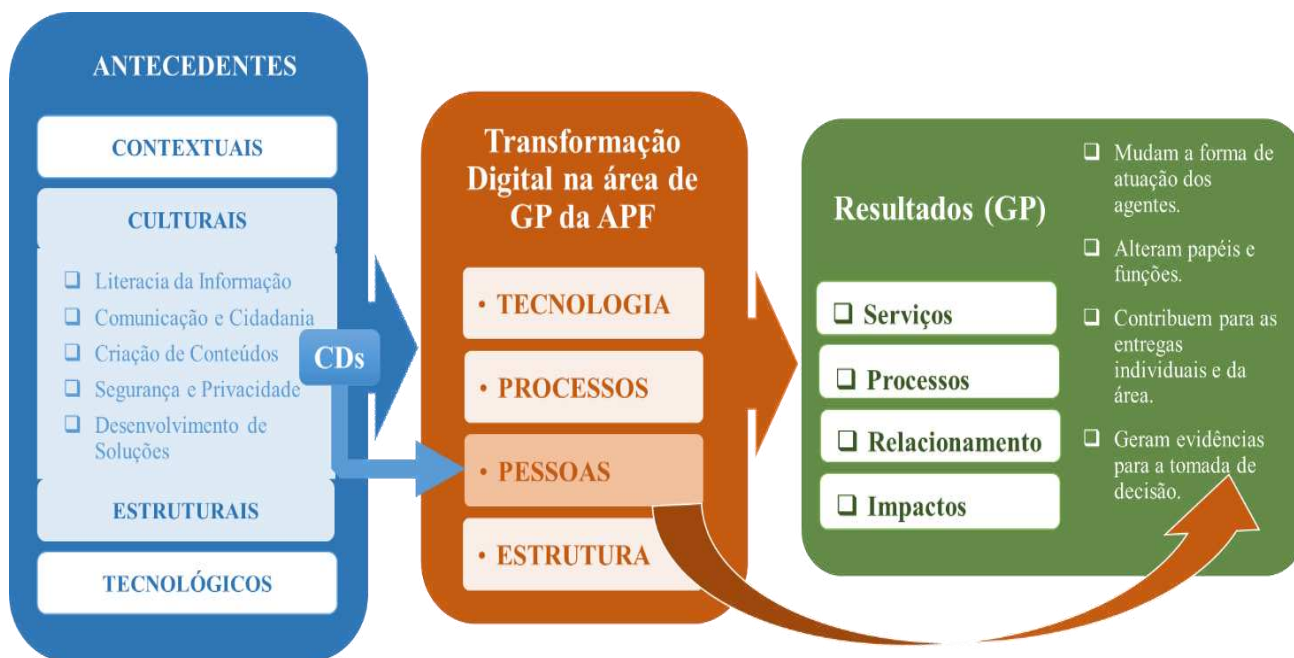 ANTECEDENTES
CONTEXTUAIS
CULTURAIS
❑ Literacia da Informação
❑ Comunicação e Cidadania
❑ Criação de Conteúdos
❑ Segurança e Privacidade
❑ Desenvolvimento de
Soluções
ESTRUTURAIS
TECNOLÓGICOS
CDs
Transformação
Digital na área de
GP da APF
• TECNOLOGIA
• PROCESSOS
• PESSOAS
• ESTRUTURA
Resultados (GP)
❑ Serviços
❑ Processos
❑ Relacionamento
❑ Impactos
❑ Mudam a forma de
atuação dos
agentes.
❑ Alteram papéis e
funções.
❑ Contribuem para as
entregas
individuais e da
área.
❑ Geram evidências
para a tomada de
decisão.